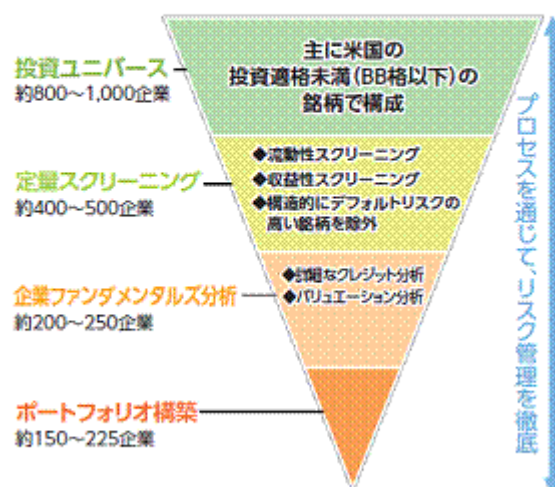 投資ユニバース
約800～1,000企業
主に米国の
投資適格未満（BB格以下）の
銘柄で構成
定量スクリーニング
約400～500企業
◆流動性スクリーニング
◆収益性スクリーニング
◆構造的にデフォルトリスクの
高い銘柄を除外
企業ファンダメンタルズ分析
約200～250企業
◆詳細なクレジット分析
◆バリュエーション分析
ポートフォリオ構築
約150～225企業
プロセスを通じて、リスク管理を徹底